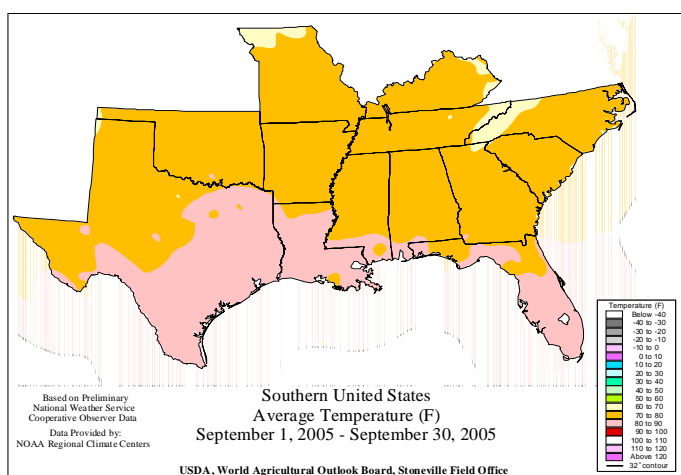 Temperature (F)
Below -40
-40 to -30
-30 to -20
-20 to -10
-10 to 0
0 to 10
10 to 20
20 to 30
30 to 40
40 to 50
50 to 60
60 to 70
70 to 80
80 to 90
90 to 100
100 to 110
110 to 120
Above 120
32° contour
Based on Preliminary
National Weather Service
Cooperative Observer Data
Data Provided by:
NOAA Regional Climate Centers
Southern United States
Average Temperature (F)
September 1, 2005 - September 30, 2005
USDA, World Agricultural Outlook Board, Stoneville Field Office